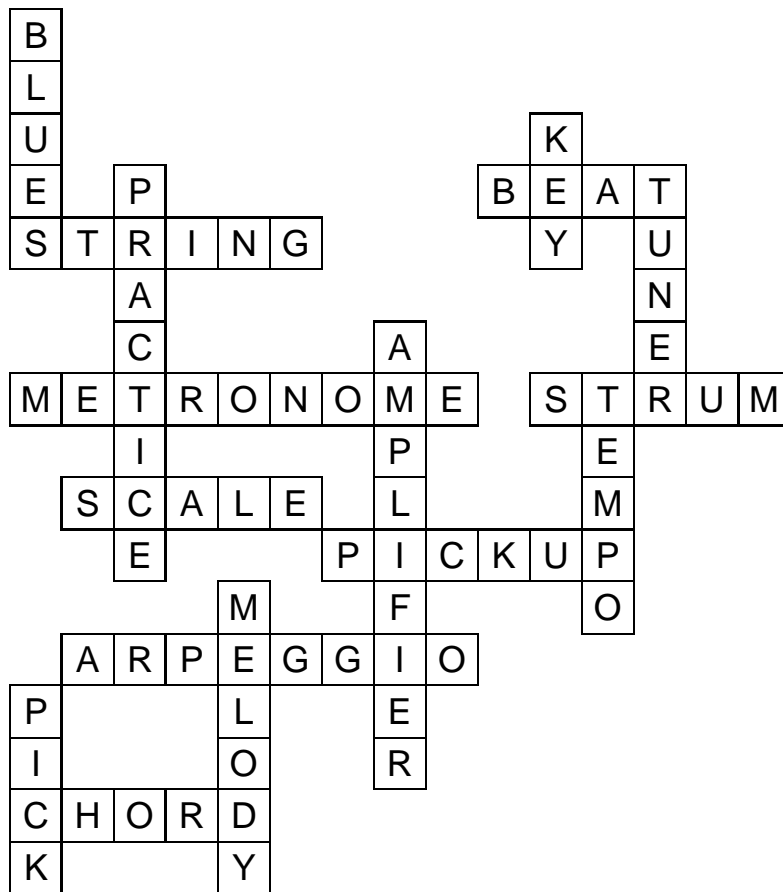 B
L
U K
E P B E A T
S T R I N G Y U
A N
C A E
M E T R O N O M E S T R U M
I P E
S C A L E L M
E P I C K U P
M F O
A R P E G G I O
P L E
I O R
C H O R D
K Y